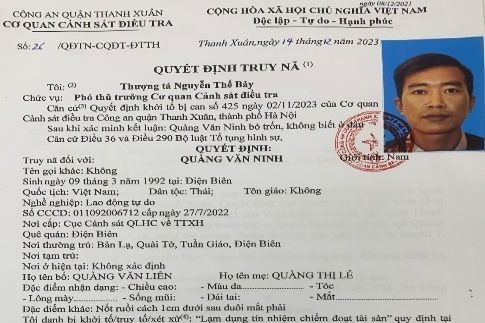 ngày 08/12/2021
CÔNG AN QUẬN THANH XUÂN
CƠ QUAN CẢNH SÁT ĐIỀU TRA
CỘNG HÒA XÃ HỘI CHỦ NGHĨA VIỆT NAM
Độc lập - Tự do - Hạnh phúc
Số: 26 /QĐTN-CQĐT-ĐTTH
Thanh Xuân, ngày 14 tháng 12 năm 2023
QUYẾT ĐỊNH TRUY NÃ (1)
Tôi: (2) Thượng tá Nguyễn Thế Bảy
Chức vụ: Phó thủ trưởng Cơ quan Cảnh sát điều tra
Căn cứ(3) Quyết định khởi tố bị can số 425 ngày 02/11/2023 của Cơ quan
Cảnh sát điều tra Công an quận Thanh Xuân, thành phố Hà Nội
Sau khi xác minh kết luận: Quàng Văn Ninh bỏ trốn, không biết ở đâu
Căn cứ Điều 36 và Điều 290 Bộ luật Tố tụng hình sự,
QUYẾT ĐỊNH:
Truy nã đối với: QUÀNG VĂN NINH
Tên gọi khác: Không
Giới tính: Nam
Sinh ngày 09 tháng 3 năm 1992 tại: Điện Biên
Quốc tịch: Việt Nam; Dân tộc: Thái; Tôn giáo: Không
Nghề nghiệp: Lao động tự do
Số CCCD: 011092006712 cấp ngày 27/7/2022
Nơi cấp: Cục Cảnh sát QLHC về TTXH
Quê quán: Điện Biên
Nơi thường trú: Bản Lạ, Quài Tở, Tuần Giáo, Điện Biên
Nơi tạm trú:
Nơi ở hiện tại: Không xác định
Họ tên bố: QUÀNG VĂN LIÊN Họ tên mẹ: QUÀNG THỊ LẺ
Đặc điểm nhận dạng: - Chiều cao: - Màu da - Tóc
- Lông mày - Sống mũi: - Dái tai: - Mắt
Đặc điểm khác: Nốt ruồi cách 1cm dưới sau đuôi mắt phải
Tội danh bị khởi tố/truy tố/xét xử(4): "Lạm dụng tín nhiệm chiếm đoạt tài sản" quy định tại